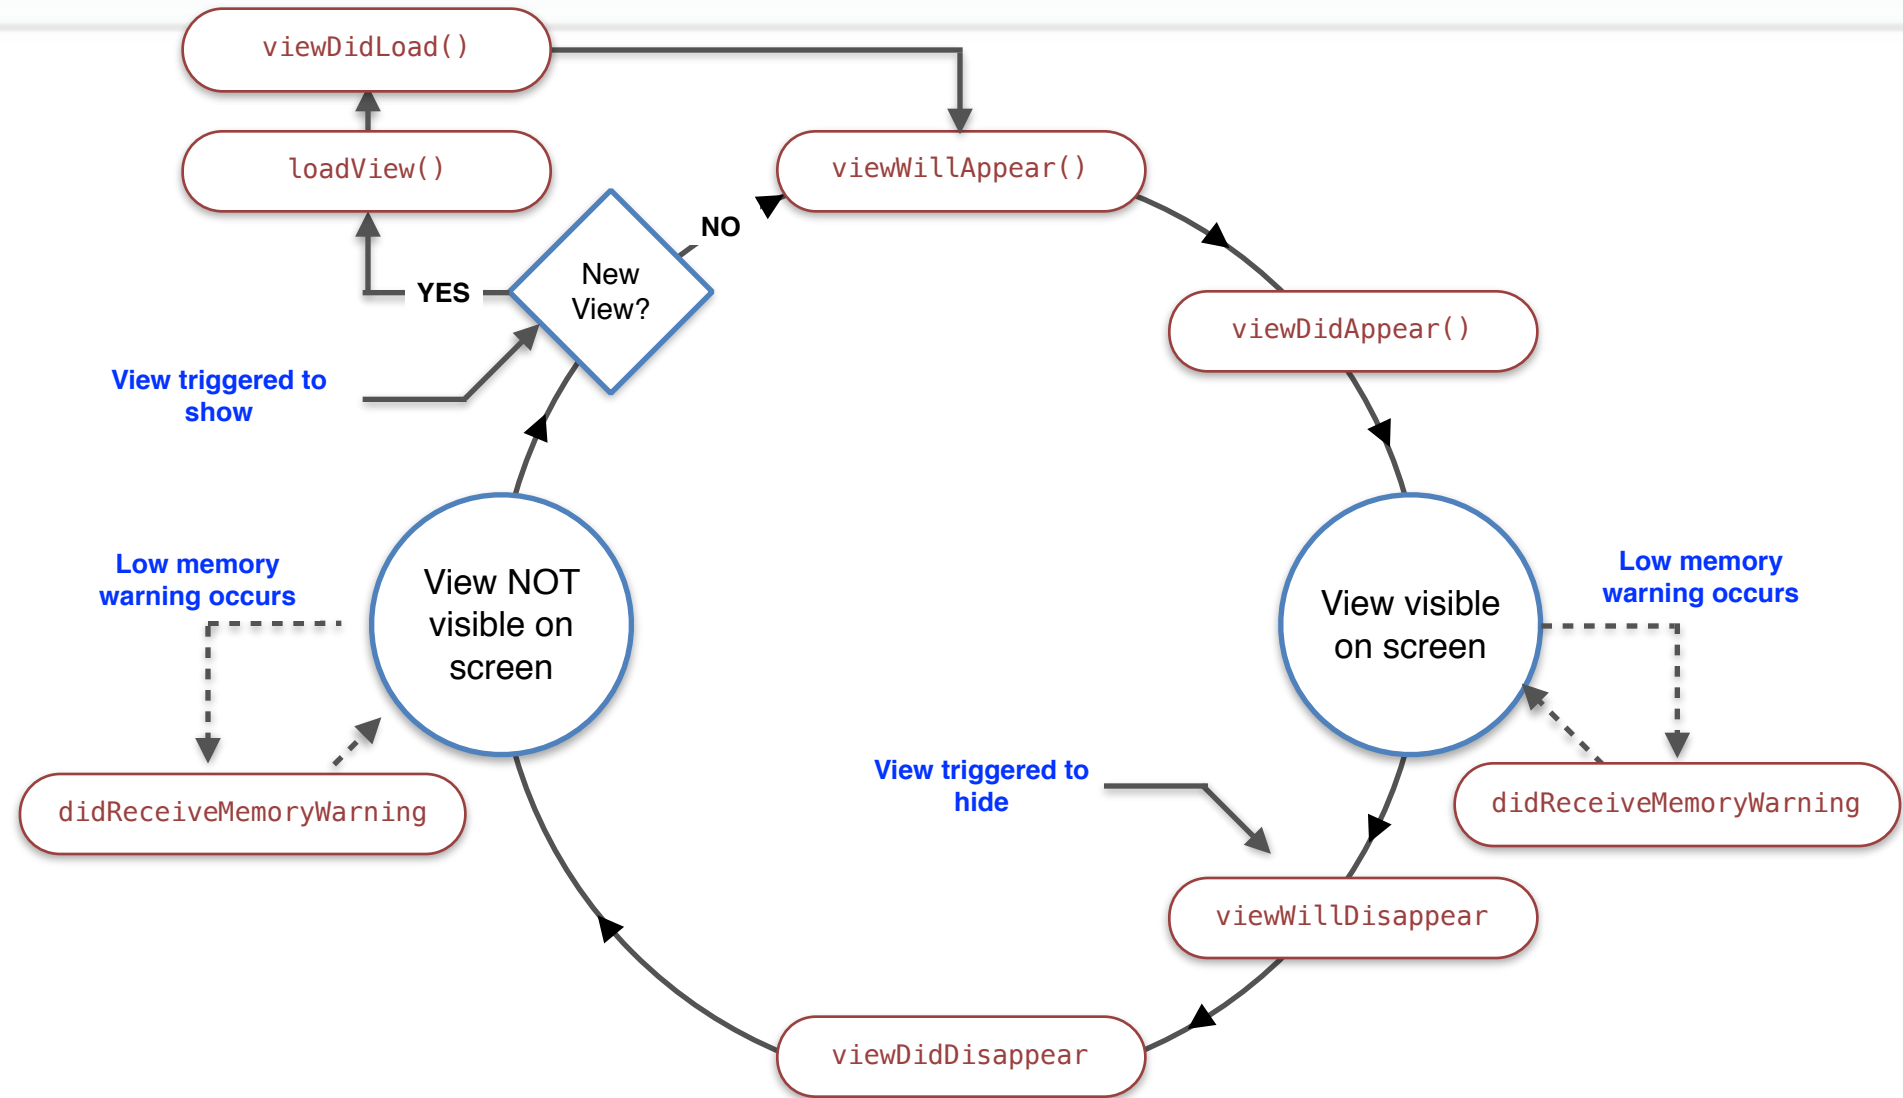 viewDidLoad()
loadView()
viewWillAppear()
NO
New
View?
YES
viewDidAppear()
View triggered to
show
Low memory
warning occurs
View NOT
visible on
screen
View visible
on screen
Low memory
warning occurs
didReceiveMemoryWarning
View triggered to
hide
didReceiveMemoryWarning
viewWillDisappear
viewDidDisappear